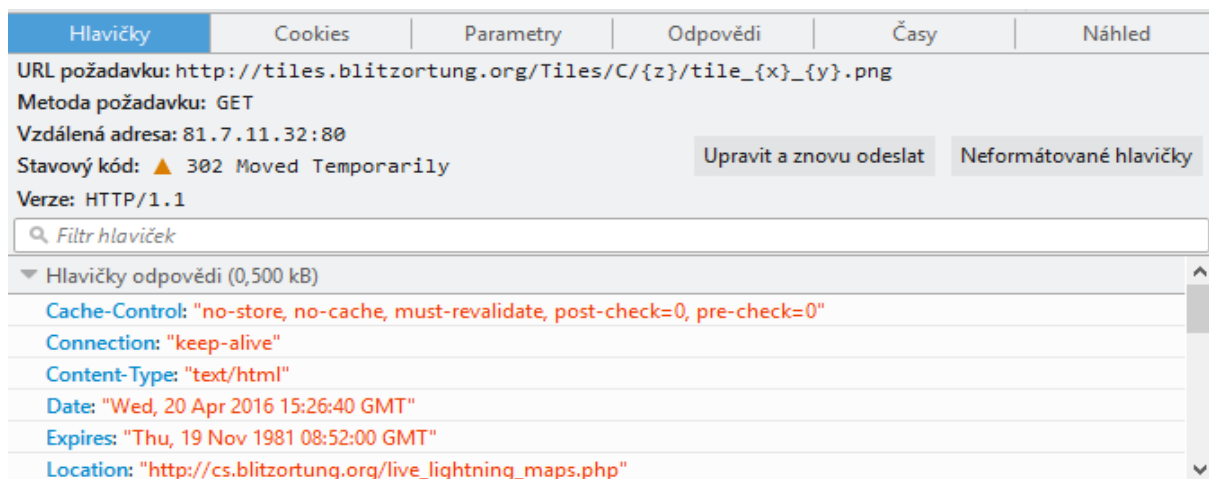 Hlavičky Cookies Parametry Odpovědi Časy Náhled
URL požadavku: http://tiles.blitzortung.org/Tiles/C/{z}/tile_{x}_{y}.png
Metoda požadavku: GET
Vzdálená adresa: 81.7.11.32:80
Stavový kód: 302 Moved Temporarily
Upravit a znovu odeslat Neformátované hlavičky
Verze: HTTP/1.1
Filtr hlaviček
Hlavičky odpovědi (0,500 kB)
Cache-Control: "no-store, no-cache, must-revalidate, post-check=0, pre-check=0"
Connection: "keep-alive"
Content-Type: "text/html"
Date: "Wed, 20 Apr 2016 15:26:40 GMT"
Expires: "Thu, 19 Nov 1981 08:52:00 GMT"
Location: "http://cs.blitzortung.org/live_lightning_maps.php"